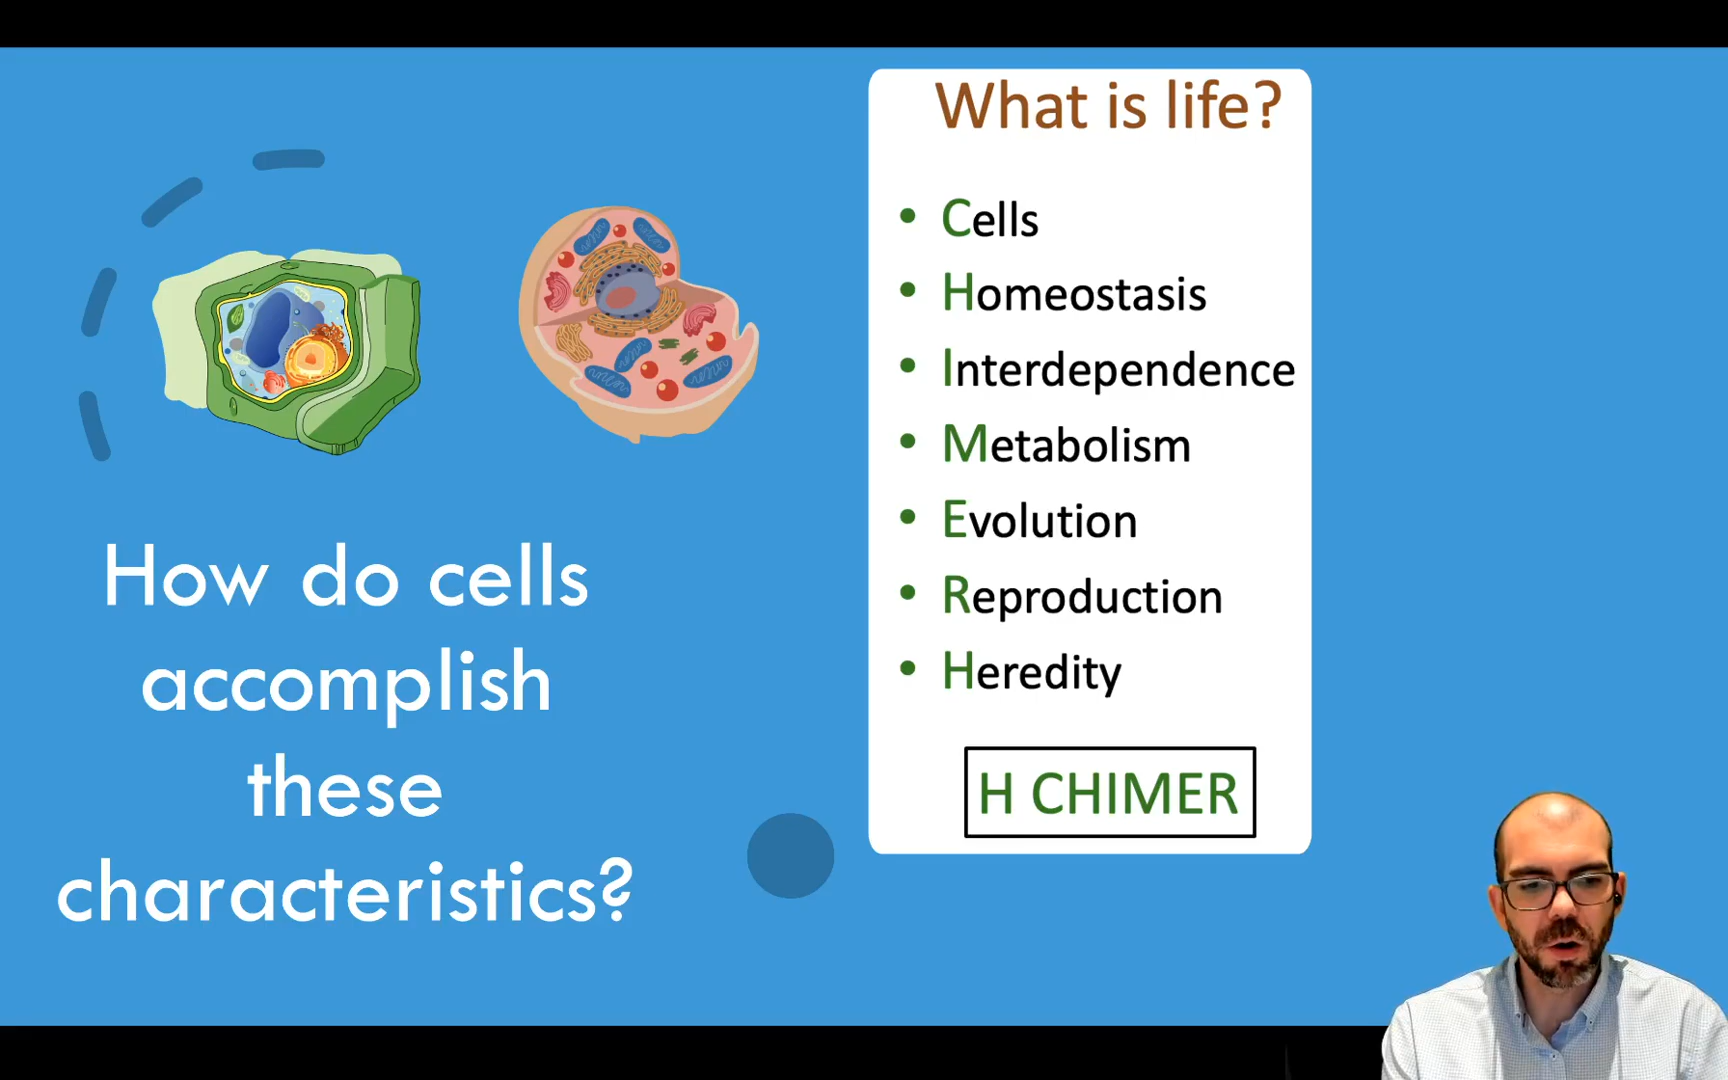 How do cells
accomplish
these
characteristics?
What is life?
• Cells
• Homeostasis
• Interdependence
• Metabolism
• Evolution
• Reproduction
• Heredity
H CHIMER